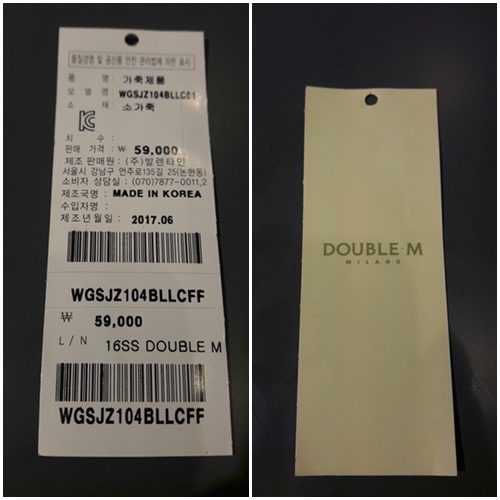 품질경영 및 공산품 안전 관리법에 의한 표시
품 명: 가죽제품
모 델 명: WGSJZ104BLLC01
소 재: 소가죽
KC
치 수:
판매 가격: ₩ 59,000
제조 판매원: (주)발렌타인
서울시 강남구 언주로135길 25(논현동)
소비자 상담실: (070)7877-0011,2
제조국명: MADE IN KOREA
수입자명:
제조년월일: 2017.06
WGSJZ104BLLCFF
₩ 59,000
L/N 16SS DOUBLE M
WGSJZ104BLLCFF
DOUBLE·M
MILANO